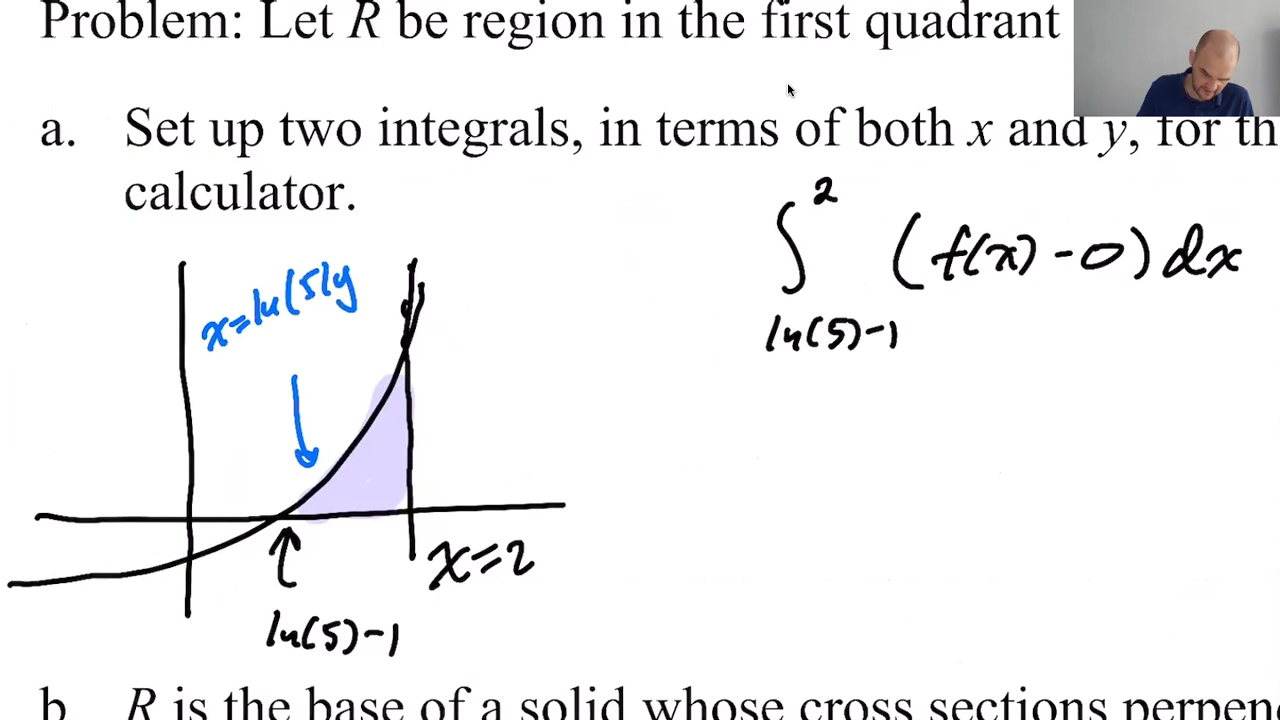 Problem: Let R be region in the first quadrant
a. Set up two integrals, in terms of both x and y, for th
calculator.
∫ 2 ln(5)-1 (f(x)-0)dx
x=ln(5)y
x=2
ln(5)-1
b. R is the base of a solid whose cross sections perpen